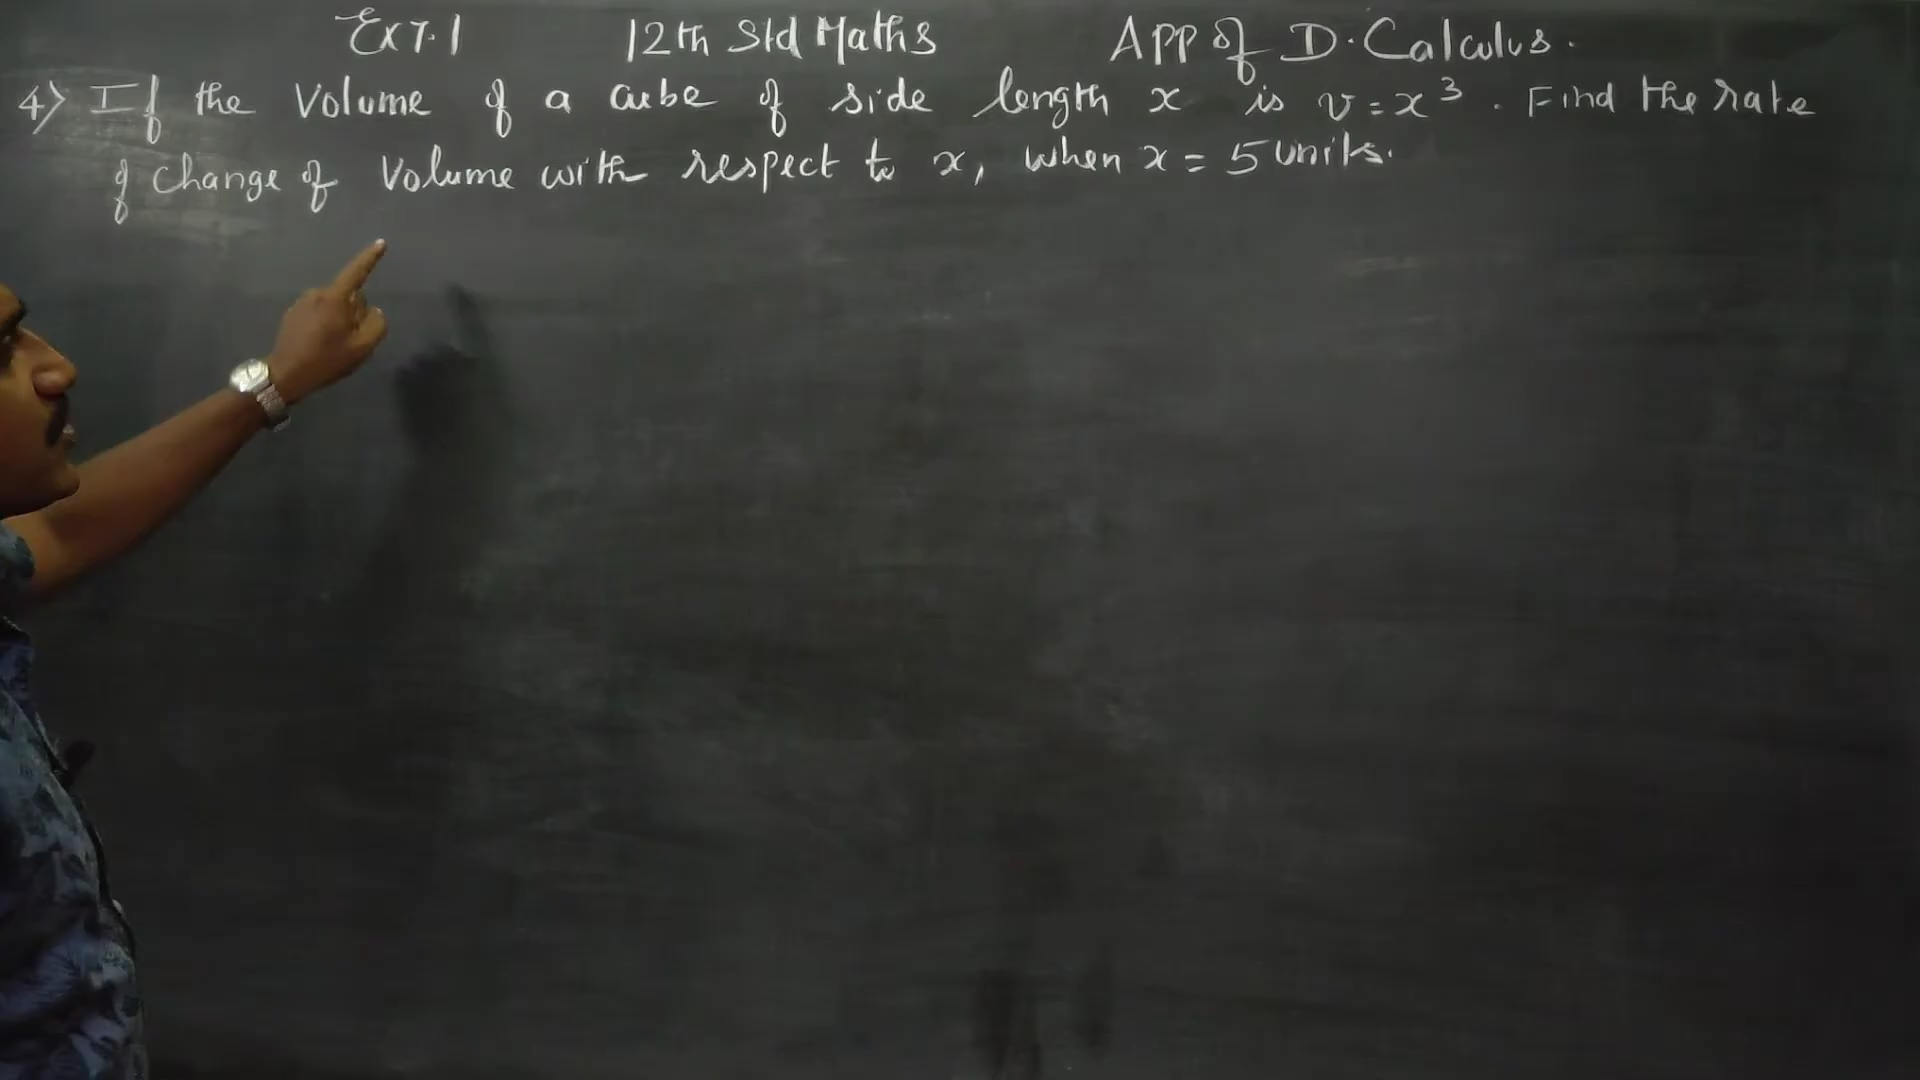 Ex 7.1 12th Std Maths APP of D. Calculus.
4) If the Volume of a cube of side length x is v = x³. Find the rate
of change of Volume with respect to x, when x = 5 units.